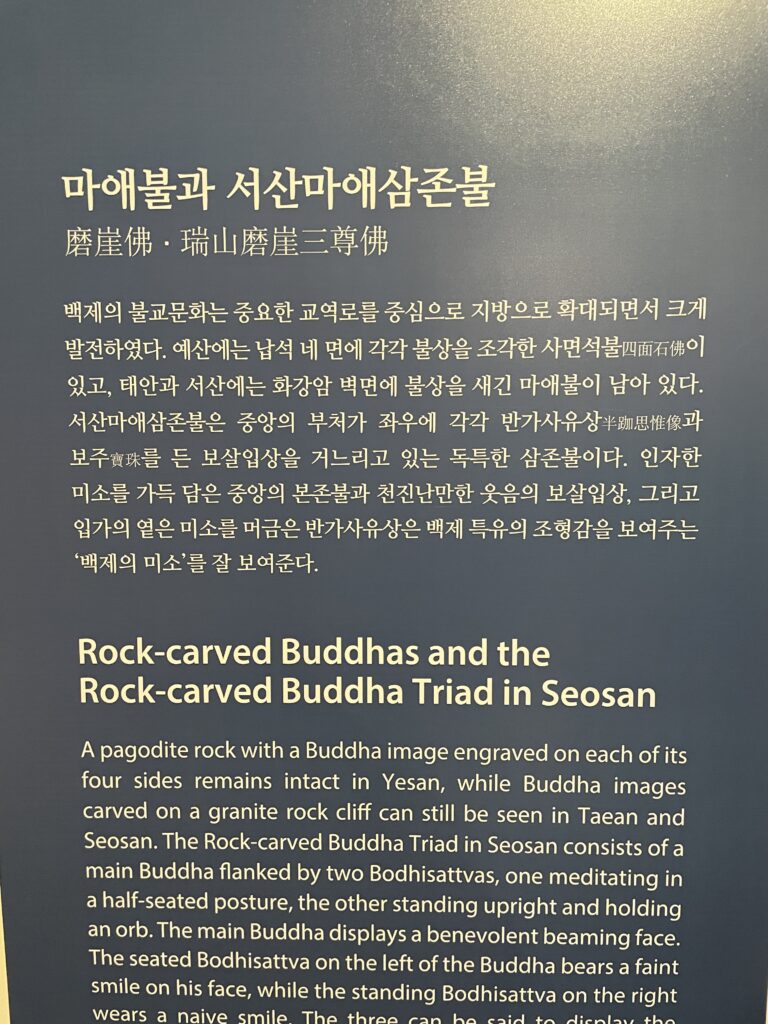 마애불과 서산마애삼존불
磨崖佛 · 瑞山磨崖三尊佛
백제의 불교문화는 중요한 교역로를 중심으로 지방으로 확대되면서 크게
발전하였다. 예산에는 납석 네 면에 각각 불상을 조각한 사면석불四面石佛이
있고, 태안과 서산에는 화강암 벽면에 불상을 새긴 마애불이 남아 있다.
서산마애삼존불은 중앙의 부처가 좌우에 각각 반가사유상半跏思惟像과
보주寶珠를 든 보살입상을 거느리고 있는 독특한 삼존불이다. 인자한
미소를 가득 담은 중앙의 본존불과 천진난만한 웃음의 보살입상, 그리고
입가의 옅은 미소를 머금은 반가사유상은 백제 특유의 조형감을 보여주는
‘백제의 미소’를 잘 보여준다.
Rock-carved Buddhas and the
Rock-carved Buddha Triad in Seosan
A pagodite rock with a Buddha image engraved on each of its
four sides remains intact in Yesan, while Buddha images
carved on a granite rock cliff can still be seen in Taean and
Seosan. The Rock-carved Buddha Triad in Seosan consists of a
main Buddha flanked by two Bodhisattvas, one meditating in
a half-seated posture, the other standing upright and holding
an orb. The main Buddha displays a benevolent beaming face.
The seated Bodhisattva on the left of the Buddha bears a faint
smile on his face, while the standing Bodhisattva on the right
wears a naive smile. The three can be said to display the